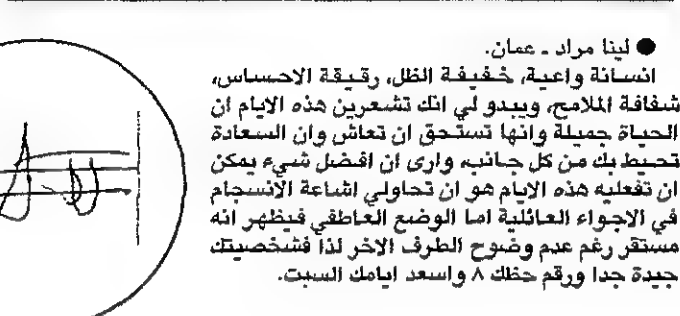 ● لينا مراد ـ عمان.
انسانة واعية، خفيفة الظل، رقيقة الاحساس،
شفافة الملامح، ويبدو لي انك تشعرين هذه الايام ان
الحياة جميلة وانها تستحق ان تعاش وان السعادة
تحيط بك من كل جانب، وارى ان افضل شيء يمكن
ان تفعليه هذه الايام هو ان تحاولي اشاعة الانسجام
في الاجواء العائلية اما الوضع العاطفي فيظهر انه
مستقر رغم عدم وضوح الطرف الاخر لذا فشخصيتك
جيدة جدا ورقم حظك ٨ واسعد ايامك السبت.